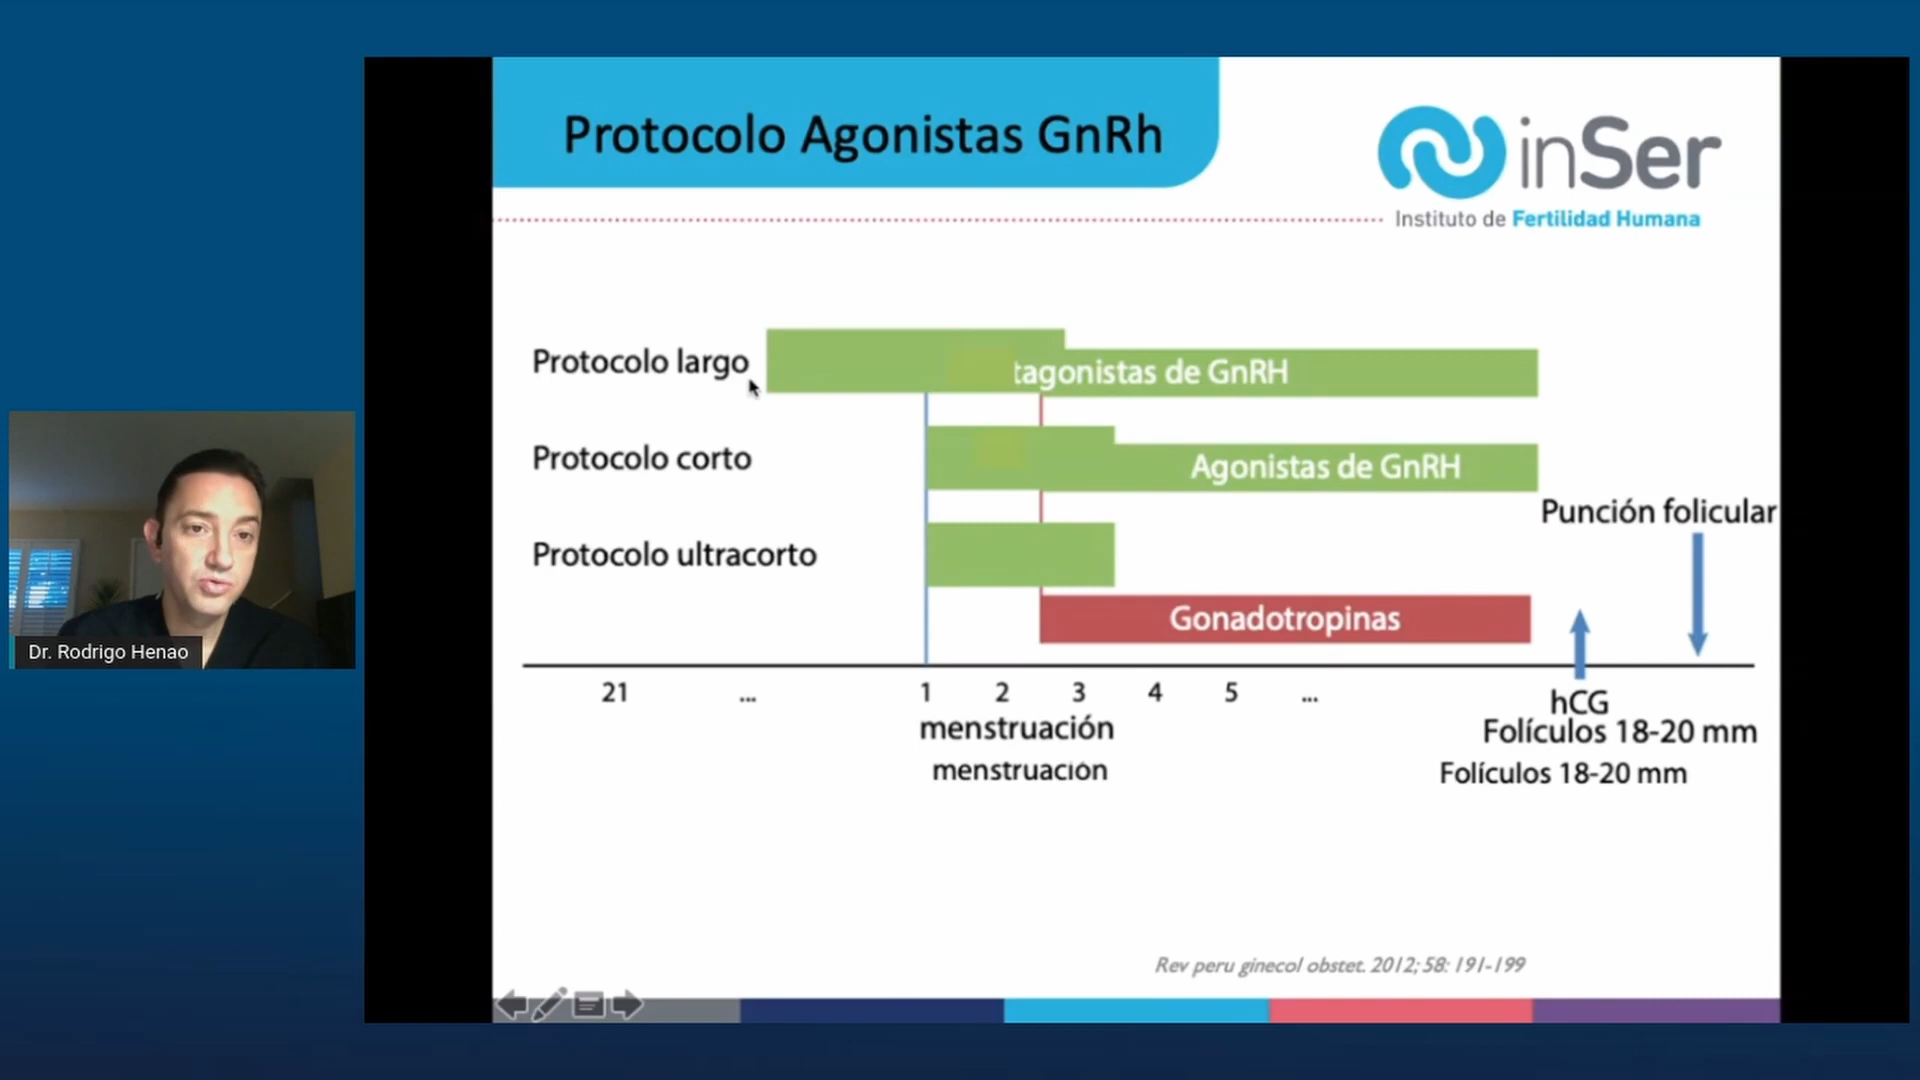 Protocolo Agonistas GnRh
inSer
Instituto de Fertilidad Humana
Protocolo largo
tagonistas de GnRH
Protocolo corto
Agonistas de GnRH
Punción folicular
Protocolo ultracorto
Gonadotropinas
Dr. Rodrigo Henao
21 ... 1 2 3 4 5 ...
hCG
menstruación
Folículos 18-20 mm
menstruación
Folículos 18-20 mm
Rev peru ginecol obstet. 2012; 58: 191-199